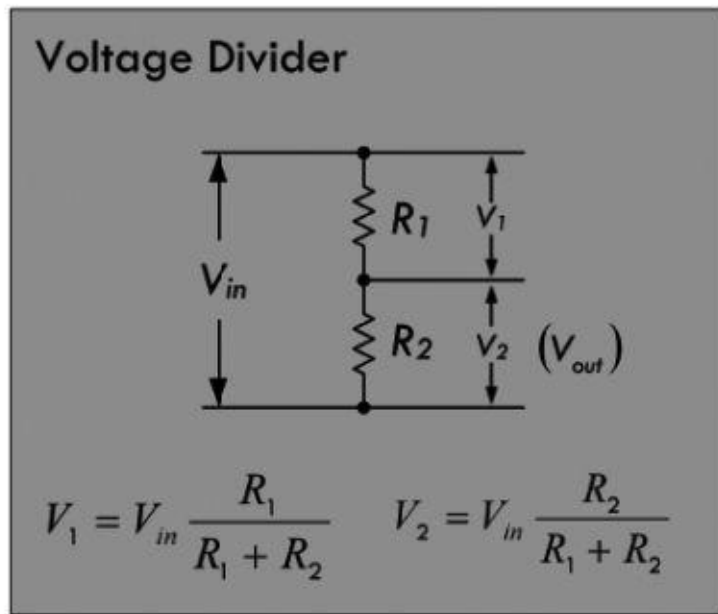 Voltage Divider
R1
V1
Vin
R2
V2 (Vout)
V1 = Vin R1 / (R1 + R2)
V2 = Vin R2 / (R1 + R2)